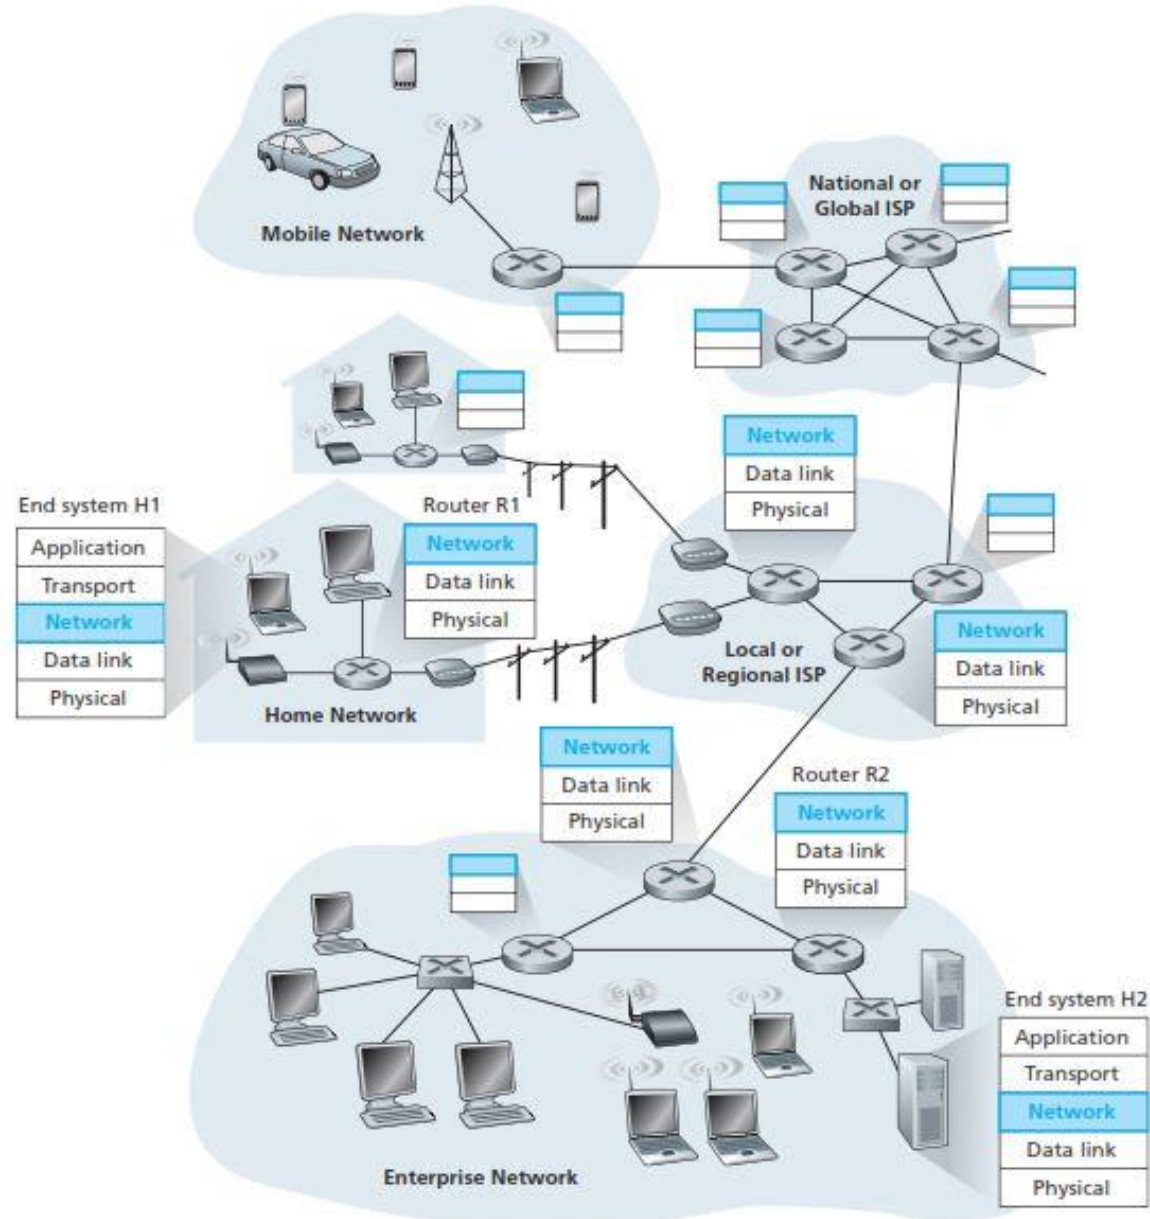 Mobile Network
National or
Global ISP
Network
Data link
Physical
End system H1
Application
Transport
Network
Data link
Physical
Router R1
Network
Data link
Physical
Home Network
Local or
Regional ISP
Network
Data link
Physical
Network
Data link
Physical
Router R2
Network
Data link
Physical
End system H2
Application
Transport
Network
Data link
Physical
Enterprise Network